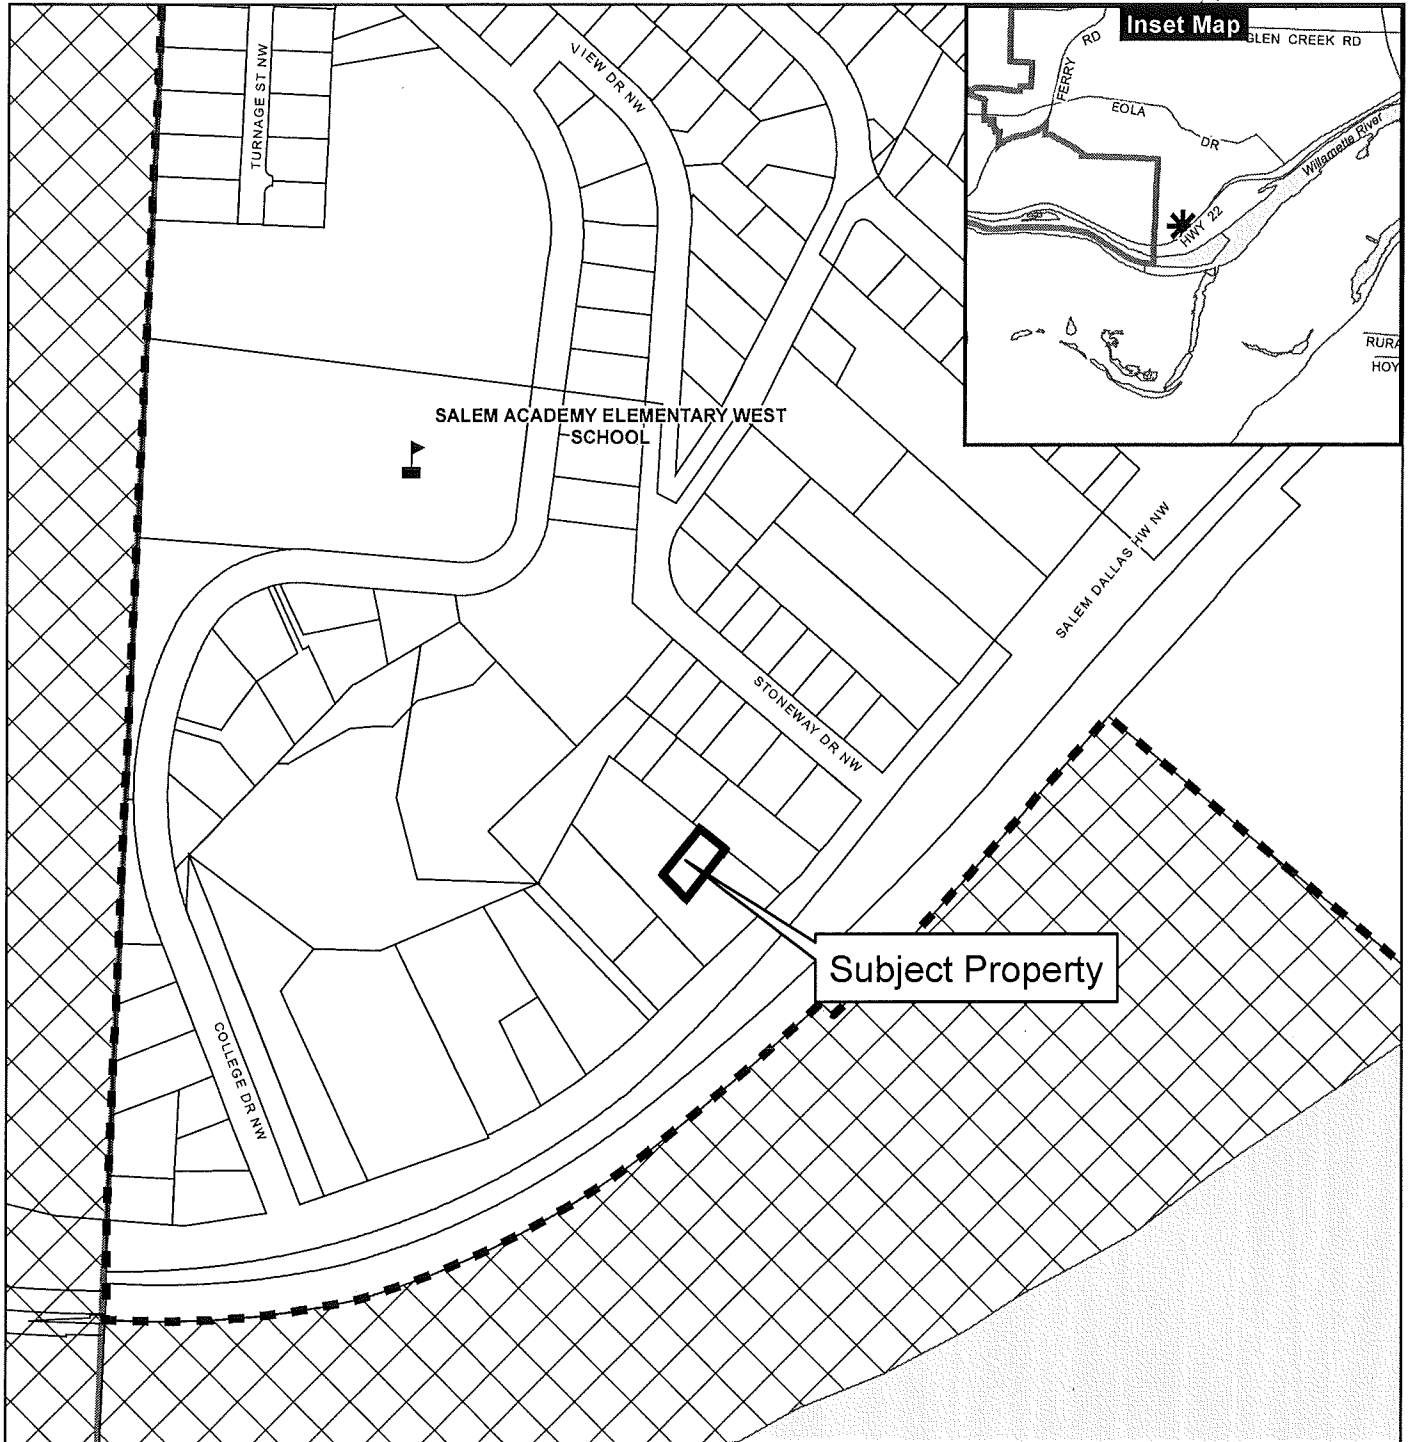 Inset Map
GLEN CREEK RD
FERRY
RD
EOLA
DR
Willamette River
HWY 22
RURA
HOY
TURNAGE ST NW
VIEW DR NW
SALEM ACADEMY ELEMENTARY WEST
SCHOOL
SALEM DALLAS HW NW
STONEWAY DR NW
Subject Property
COLLEGE DR NW